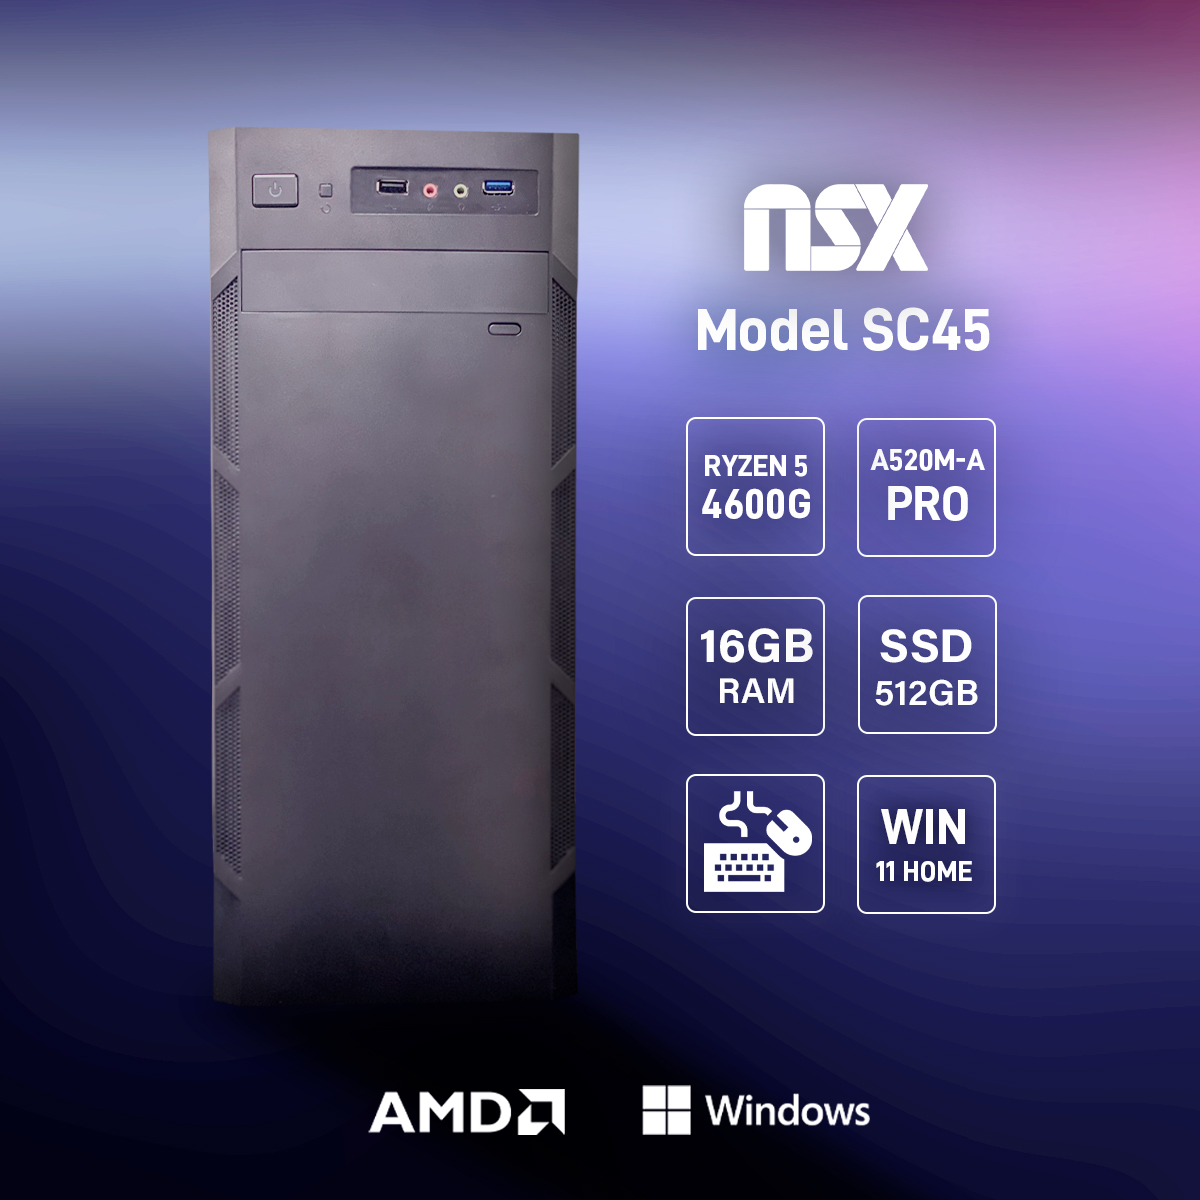 nsx
Model SC45
RYZEN 5
4600G
A520M-A
PRO
16GB
RAM
SSD
512GB
WIN
11 HOME
AMD
Windows